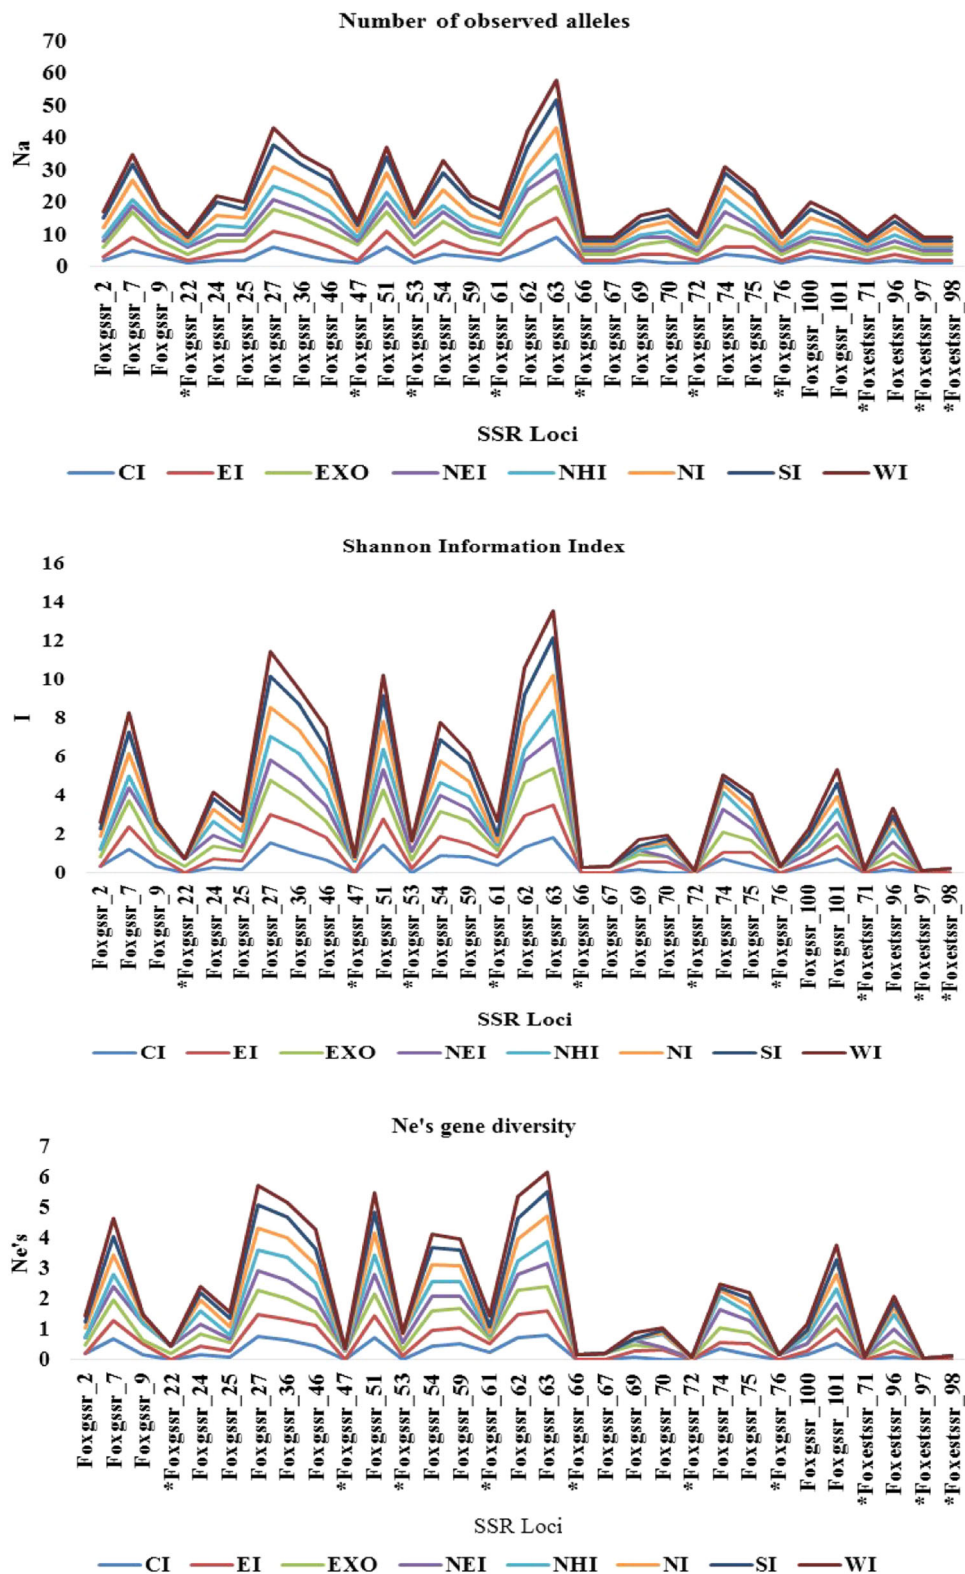 Number of observed alleles
70
60
50
40
30
20
10
0
Na
Foxgssr_2
Foxgssr_7
Foxgssr_9
*Foxgssr_22
Foxgssr_24
Foxgssr_25
Foxgssr_27
Foxgssr_36
Foxgssr_46
*Foxgssr_47
Foxgssr_51
*Foxgssr_53
Foxgssr_54
Foxgssr_59
*Foxgssr_61
Foxgssr_62
Foxgssr_63
*Foxgssr_66
Foxgssr_67
Foxgssr_69
Foxgssr_70
*Foxgssr_72
Foxgssr_74
Foxgssr_75
*Foxgssr_76
Foxgssr_100
Foxgssr_101
*Foxestssr_71
Foxestssr_96
*Foxestssr_97
*Foxestssr_98
SSR Loci
CI EI EXO NEI NHI NI SI WI
Shannon Information Index
16
14
12
10
8
6
4
2
0
I
Foxgssr_2
Foxgssr_7
Foxgssr_9
*Foxgssr_22
Foxgssr_24
Foxgssr_25
Foxgssr_27
Foxgssr_36
Foxgssr_46
*Foxgssr_47
Foxgssr_51
*Foxgssr_53
Foxgssr_54
Foxgssr_59
*Foxgssr_61
Foxgssr_62
Foxgssr_63
*Foxgssr_66
Foxgssr_67
Foxgssr_69
Foxgssr_70
*Foxgssr_72
Foxgssr_74
Foxgssr_75
*Foxgssr_76
Foxgssr_100
Foxgssr_101
*Foxestssr_71
Foxestssr_96
*Foxestssr_97
*Foxestssr_98
SSR Loci
CI EI EXO NEI NHI NI SI WI
Ne's gene diversity
7
6
5
4
3
2
1
0
Ne's
Foxgssr_2
Foxgssr_7
Foxgssr_9
*Foxgssr_22
Foxgssr_24
Foxgssr_25
Foxgssr_27
Foxgssr_36
Foxgssr_46
*Foxgssr_47
Foxgssr_51
*Foxgssr_53
Foxgssr_54
Foxgssr_59
*Foxgssr_61
Foxgssr_62
Foxgssr_63
*Foxgssr_66
Foxgssr_67
Foxgssr_69
Foxgssr_70
*Foxgssr_72
Foxgssr_74
Foxgssr_75
*Foxgssr_76
Foxgssr_100
Foxgssr_101
*Foxestssr_71
Foxestssr_96
*Foxestssr_97
*Foxestssr_98
SSR Loci
CI EI EXO NEI NHI NI SI WI